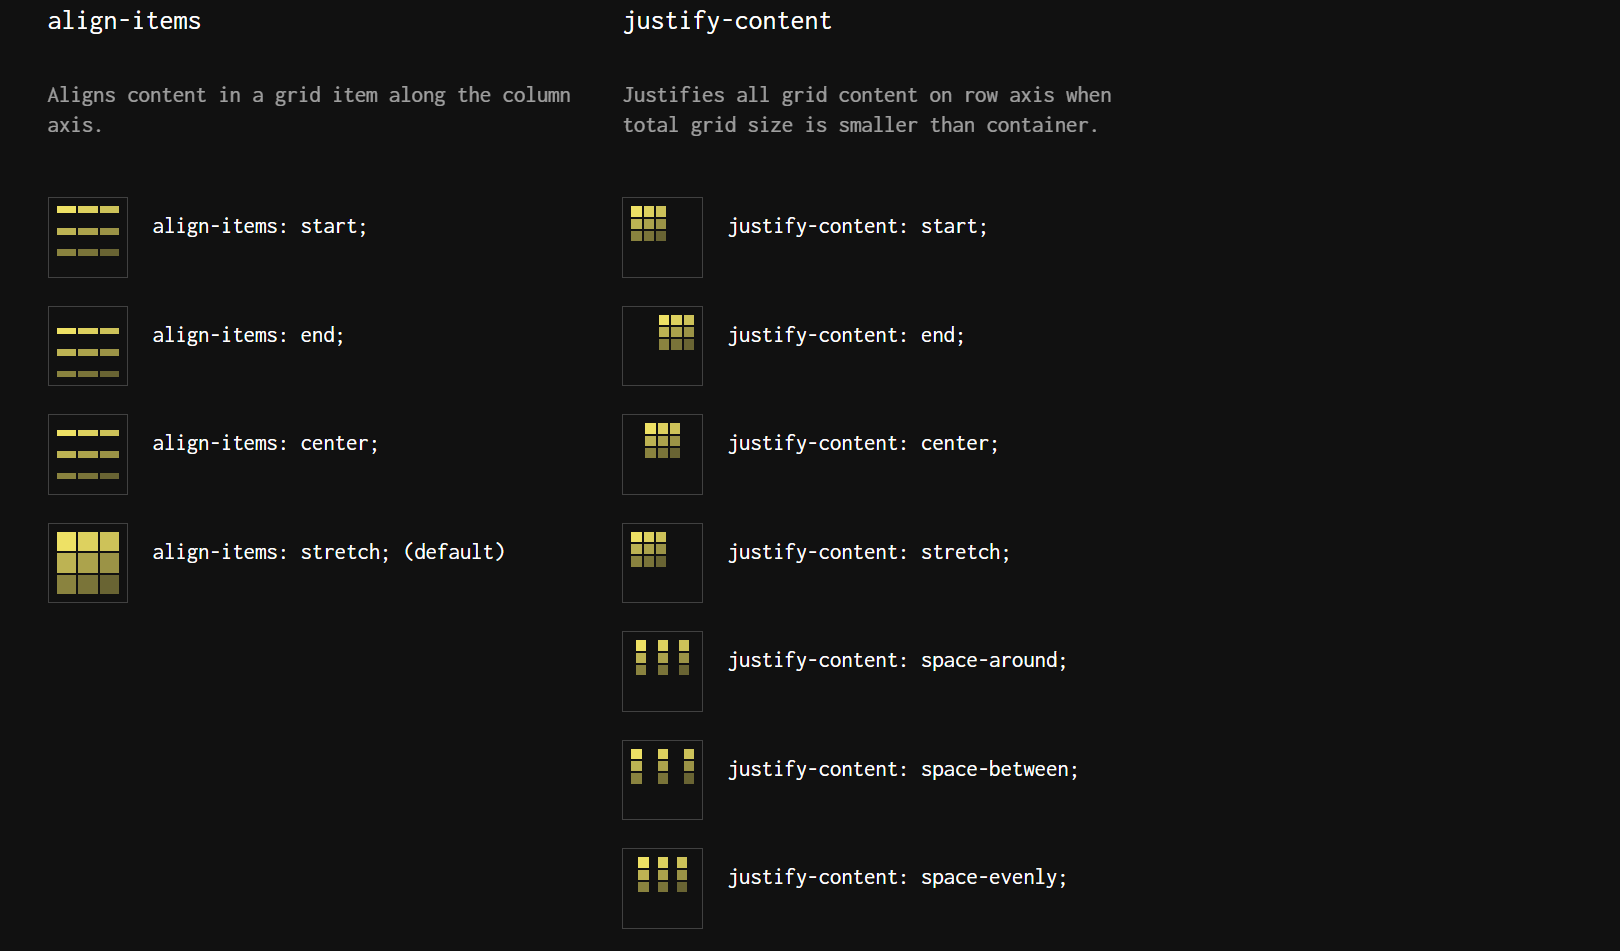 align-items
Aligns content in a grid item along the column
axis.
align-items: start;
align-items: end;
align-items: center;
align-items: stretch; (default)
justify-content
Justifies all grid content on row axis when
total grid size is smaller than container.
justify-content: start;
justify-content: end;
justify-content: center;
justify-content: stretch;
justify-content: space-around;
justify-content: space-between;
justify-content: space-evenly;